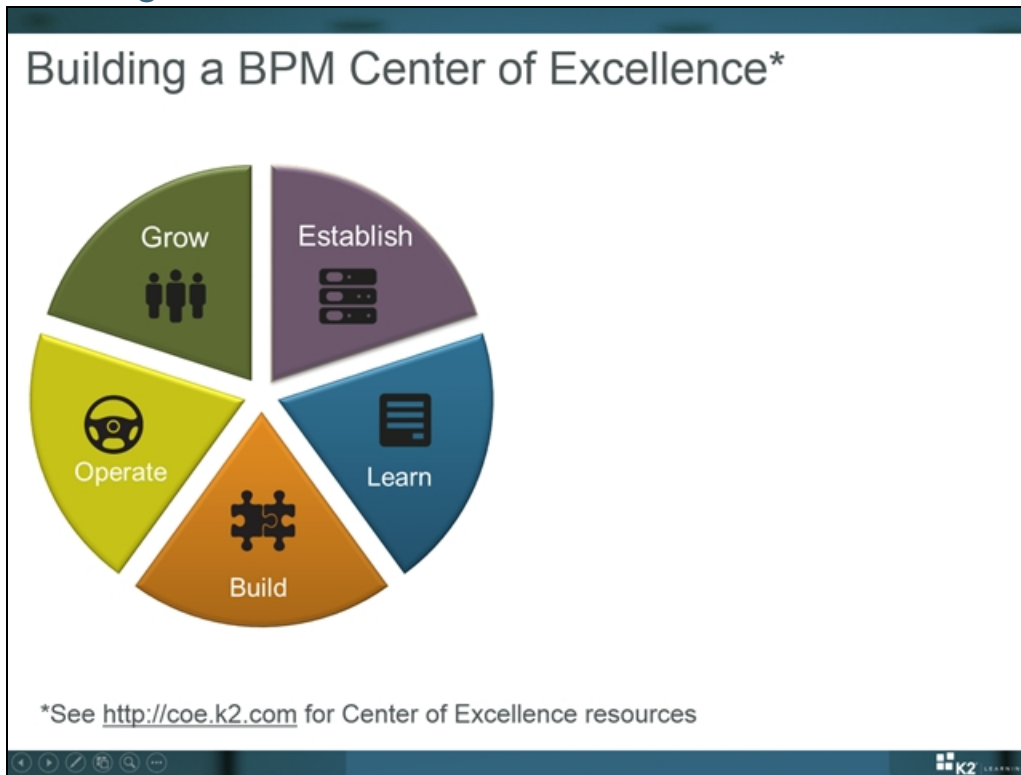 Building a BPM Center of Excellence*
Grow
Establish
Operate
Learn
Build
*See http://coe.k2.com for Center of Excellence resources
K2 LEARNIN